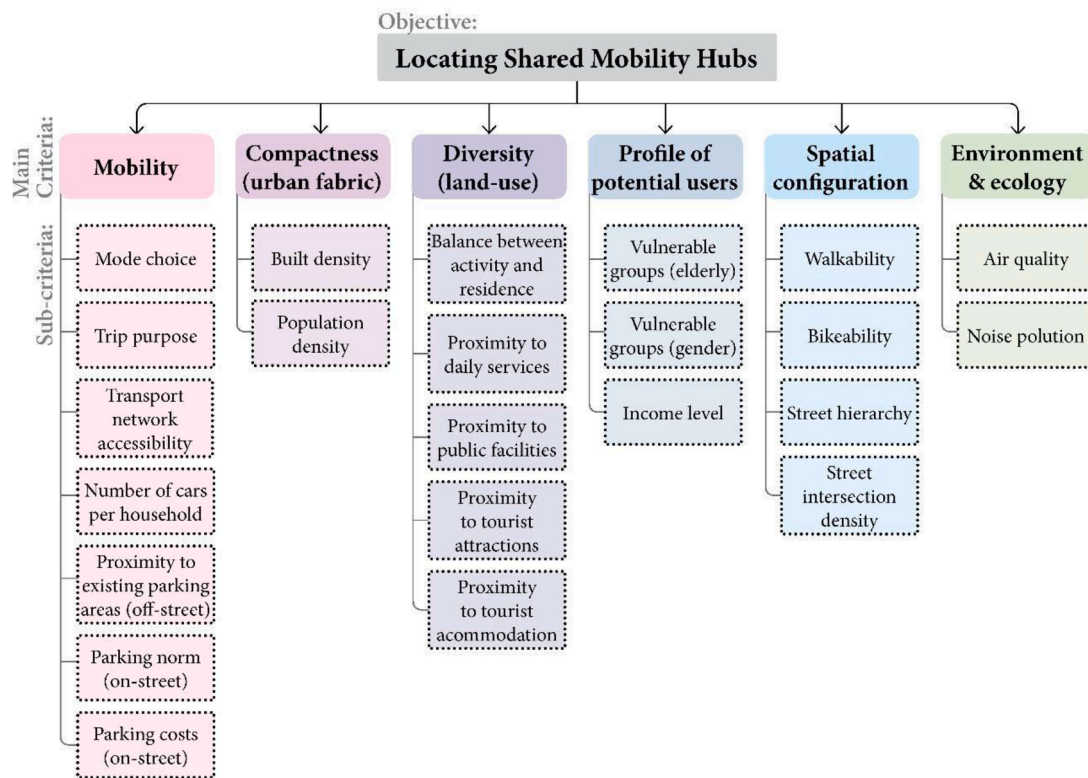 Objective:
Locating Shared Mobility Hubs
Main
Criteria:
Mobility
Compactness
(urban fabric)
Diversity
(land-use)
Profile of
potential users
Spatial
configuration
Environment
& ecology
Sub-criteria:
Mode choice
Trip purpose
Transport
network
accessibility
Number of cars
per household
Proximity to
existing parking
areas (off-street)
Parking norm
(on-street)
Parking costs
(on-street)
Built density
Population
density
Balance between
activity and
residence
Proximity to
daily services
Proximity to
public facilities
Proximity
to tourist
attractions
Proximity
to tourist
acommodation
Vulnerable
groups (elderly)
Vulnerable
groups (gender)
Income level
Walkability
Bikeability
Street hierarchy
Street
intersection
density
Air quality
Noise polution